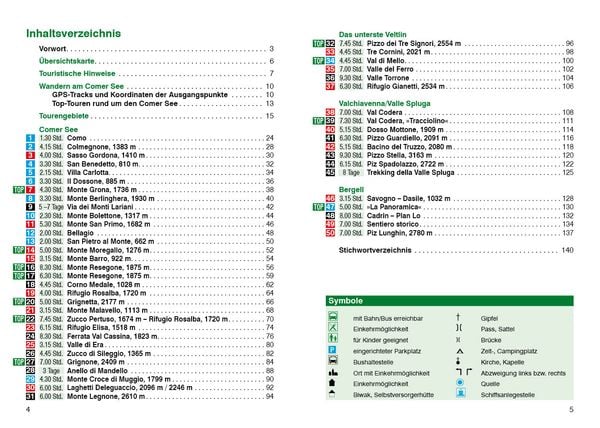 Inhaltsverzeichnis
Vorwort 3
Übersichtskarte 6
Touristische Hinweise 7
Wandern am Comer See 10
GPS-Tracks und Koordinaten der Ausgangspunkte 10
Top-Touren rund um den Comer See 13
Tourengebiete 15
Comer See
1 1.30 Std. Como 24
2 4.15 Std. Colmegnone, 1383 m 28
3 4.00 Std. Sasso Gordona, 1410 m 30
4 3.30 Std. San Benedetto, 810 m 32
5 2.15 Std. Villa Carlotta 34
6 3.30 Std. Il Dossone, 885 m 36
TOP 7 4.30 Std. Monte Grona, 1736 m 38
8 3.30 Std. Monte Berlinghera, 1930 m 40
9 5–7 Tage Via dei Monti Lariani 42
10 2.30 Std. Monte Bolettone, 1317 m 44
11 5.30 Std. Monte San Primo, 1682 m 46
12 2.00 Std. Bellagio 48
13 2.00 Std. San Pietro al Monte, 662 m 50
TOP 14 5.00 Std. Monte Moregallo, 1276 m 52
15 3.15 Std. Monte Barro, 922 m 54
TOP 16 8.30 Std. Monte Resegone, 1875 m 56
TOP 17 6.30 Std. Monte Resegone, 1875 m 59
18 4.45 Std. Corno Medale, 1028 m 62
19 4.00 Std. Rifugio Rosalba, 1720 m 64
TOP 20 5.00 Std. Grignetta, 2177 m 66
21 3.15 Std. Monte Malavello, 1113 m 68
TOP 22 7.45 Std. Zucco Pertuso, 1674 m – Rifugio Rosalba, 1720 m 70
23 6.15 Std. Rifugio Elisa, 1518 m 74
24 8.30 Std. Ferrata Val Cassina, 1823 m 76
25 5.15 Std. Valle di Era 80
26 4.45 Std. Zucco di Sileggio, 1365 m 82
TOP 27 7.00 Std. Grignone, 2409 m 84
28 3 Tage Anello di Mandello 88
29 4.30 Std. Monte Croce di Muggio, 1799 m 90
30 6.00 Std. Laghetti Deleguaccio, 2096 m / 2246 m 92
31 6.00 Std. Monte Legnone, 2610 m 94
4
Das unterste Veltlin
TOP 32 7.45 Std. Pizzo dei Tre Signori, 2554 m 96
33 4.45 Std. Tre Cornini, 2021 m 98
TOP 34 4.45 Std. Val di Mello 100
35 7.00 Std. Valle del Ferro 102
36 9.30 Std. Valle Torrone 104
37 6.30 Std. Rifugio Gianetti, 2534 m 106
Valchiavenna/Valle Spluga
38 7.00 Std. Val Codera 108
TOP 39 7.30 Std. Val Codera, »Tracciolino« 111
40 5.15 Std. Dosso Mottone, 1909 m 114
41 6.30 Std. Pizzo Guardiello, 2091 m 116
42 5.15 Std. Bacino del Truzzo, 2080 m 118
43 9.30 Std. Pizzo Stella, 3163 m 120
44 6.15 Std. Piz Spadolazzo, 2722 m 122
45 8 Tage Trekking della Valle Spluga 125
Bergell
46 3.15 Std. Savogno – Dasile, 1032 m 128
TOP 47 5.00 Std. »La Panoramica« 130
48 8.00 Std. Cadrin – Plan Lo 132
49 7.00 Std. Sentiero storico 134
50 7.00 Std. Piz Lunghin, 2780 m 137
Stichwortverzeichnis 140
Symbole
mit Bahn/Bus erreichbar
Einkehrmöglichkeit
für Kinder geeignet
P eingerichteter Parkplatz
Bushaltestelle
Ort mit Einkehrmöglichkeit
Einkehrmöglichkeit
Biwak, Selbstversorgerhütte
Gipfel
Pass, Sattel
Brücke
Zelt-, Campingplatz
Kirche, Kapelle
Abzweigung links bzw. rechts
Quelle
Schiffsanlegestelle
5